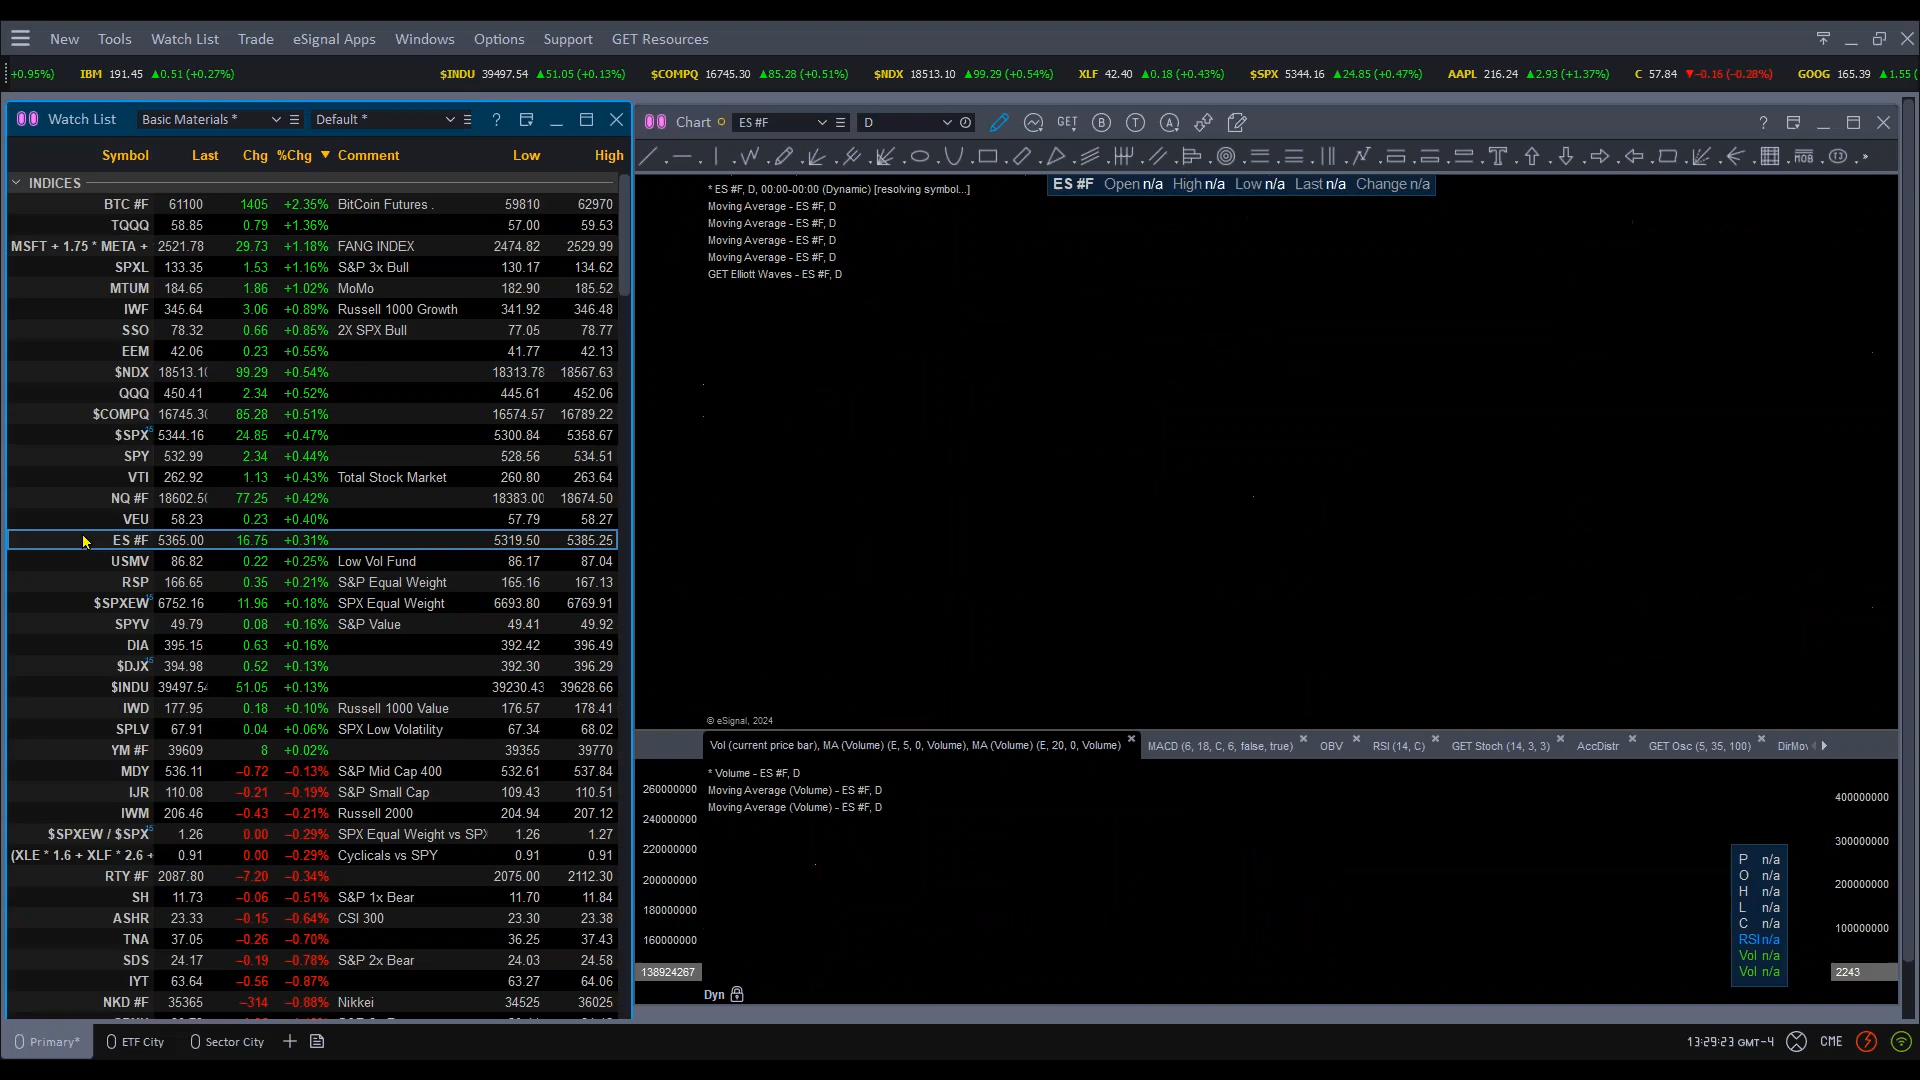 New Tools Watch List Trade eSignal Apps Windows Options Support GET Resources
+0.95%) IBM 191.45 ▲0.51 (+0.27%) $INDU 39497.54 ▲51.05 (+0.13%) $COMPQ 16745.30 ▲85.28 (+0.51%) $NDX 18513.10 ▲99.29 (+0.54%) XLF 42.40 ▲0.18 (+0.43%) $SPX 5344.16 ▲24.85 (+0.47%) AAPL 216.24 ▲2.93 (+1.37%) C 57.84 ▼-0.16 (-0.28%) GOOG 165.39 ▲1.55 (
Watch List Basic Materials * Default * ?
Symbol Last Chg %Chg ▼ Comment Low High
INDICES
BTC #F 61100 1405 +2.35% BitCoin Futures . 59810 62970
TQQQ 58.85 0.79 +1.36% 57.00 59.53
MSFT + 1.75 * META + 2521.78 29.73 +1.18% FANG INDEX 2474.82 2529.99
SPXL 133.35 1.53 +1.16% S&P 3x Bull 130.17 134.62
MTUM 184.65 1.86 +1.02% MoMo 182.90 185.52
IWF 345.64 3.06 +0.89% Russell 1000 Growth 341.92 346.48
SSO 78.32 0.66 +0.85% 2X SPX Bull 77.05 78.77
EEM 42.06 0.23 +0.55% 41.77 42.13
$NDX 18513.10 99.29 +0.54% 18313.78 18567.63
QQQ 450.41 2.34 +0.52% 445.61 452.06
$COMPQ 16745.30 85.28 +0.51% 16574.57 16789.22
$SPX 15 5344.16 24.85 +0.47% 5300.84 5358.67
SPY 532.99 2.34 +0.44% 528.56 534.51
VTI 262.92 1.13 +0.43% Total Stock Market 260.80 263.64
NQ #F 18602.50 77.25 +0.42% 18383.00 18674.50
VEU 58.23 0.23 +0.40% 57.79 58.27
ES #F 5365.00 16.75 +0.31% 5319.50 5385.25
USMV 86.82 0.22 +0.25% Low Vol Fund 86.17 87.04
RSP 166.65 0.35 +0.21% S&P Equal Weight 165.16 167.13
$SPXEW 15 6752.16 11.96 +0.18% SPX Equal Weight 6693.80 6769.91
SPYV 49.79 0.08 +0.16% S&P Value 49.41 49.92
DIA 395.15 0.63 +0.16% 392.42 396.49
$DJX 15 394.98 0.52 +0.13% 392.30 396.29
$INDU 39497.54 51.05 +0.13% 39230.43 39628.66
IWD 177.95 0.18 +0.10% Russell 1000 Value 176.57 178.41
SPLV 67.91 0.04 +0.06% SPX Low Volatility 67.34 68.02
YM #F 39609 8 +0.02% 39355 39770
MDY 536.11 -0.72 -0.13% S&P Mid Cap 400 532.61 537.84
IJR 110.08 -0.21 -0.19% S&P Small Cap 109.43 110.51
IWM 206.46 -0.43 -0.21% Russell 2000 204.94 207.12
$SPXEW / $SPX 15 1.26 0.00 -0.29% SPX Equal Weight vs SPX 1.26 1.27
(XLE * 1.6 + XLF * 2.6 + 0.91 0.00 -0.29% Cyclicals vs SPY 0.91 0.91
RTY #F 2087.80 -7.20 -0.34% 2075.00 2112.30
SH 11.73 -0.06 -0.51% S&P 1x Bear 11.70 11.84
ASHR 23.33 -0.15 -0.64% CSI 300 23.30 23.38
TNA 37.05 -0.26 -0.70% 36.25 37.43
SDS 24.17 -0.19 -0.78% S&P 2x Bear 24.03 24.58
IYT 63.64 -0.56 -0.87% 63.27 64.06
NKD #F 35365 -314 -0.88% Nikkei 34525 36025
Chart ES #F D GET B T A ?
MOB
* ES #F, D, 00:00-00:00 (Dynamic) [resolving symbol...]
ES #F Open n/a High n/a Low n/a Last n/a Change n/a
Moving Average - ES #F, D
Moving Average - ES #F, D
Moving Average - ES #F, D
Moving Average - ES #F, D
GET Elliott Waves - ES #F, D
© eSignal, 2024
Vol (current price bar), MA (Volume) (E, 5, 0, Volume), MA (Volume) (E, 20, 0, Volume) MACD (6, 18, C, 6, false, true) OBV RSI (14, C) GET Stoch (14, 3, 3) AccDistr GET Osc (5, 35, 100) DirMov
* Volume - ES #F, D
Moving Average (Volume) - ES #F, D
Moving Average (Volume) - ES #F, D
260000000
240000000
220000000
200000000
180000000
160000000
138924267
400000000
300000000
200000000
100000000
2243
P n/a
O n/a
H n/a
L n/a
C n/a
RSI n/a
Vol n/a
Vol n/a
Dyn
Primary* ETF City Sector City 13:29:23 GMT-4 CME